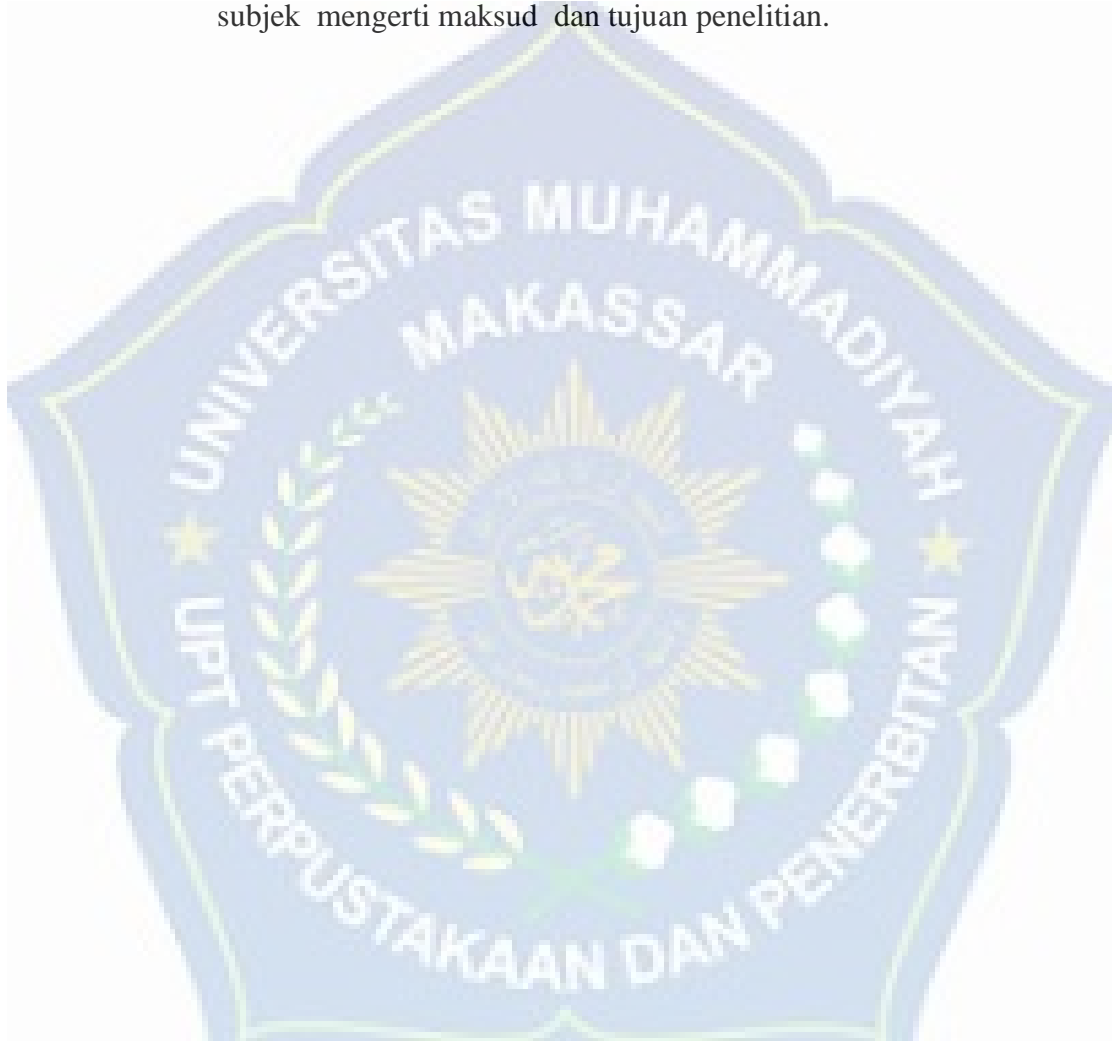 subjek  mengerti maksud  dan tujuan penelitian.
UNIVERSITAS MUHAMMADIYAH
MAKASSAR
UPT PERPUSTAKAAN DAN PENERBITAN